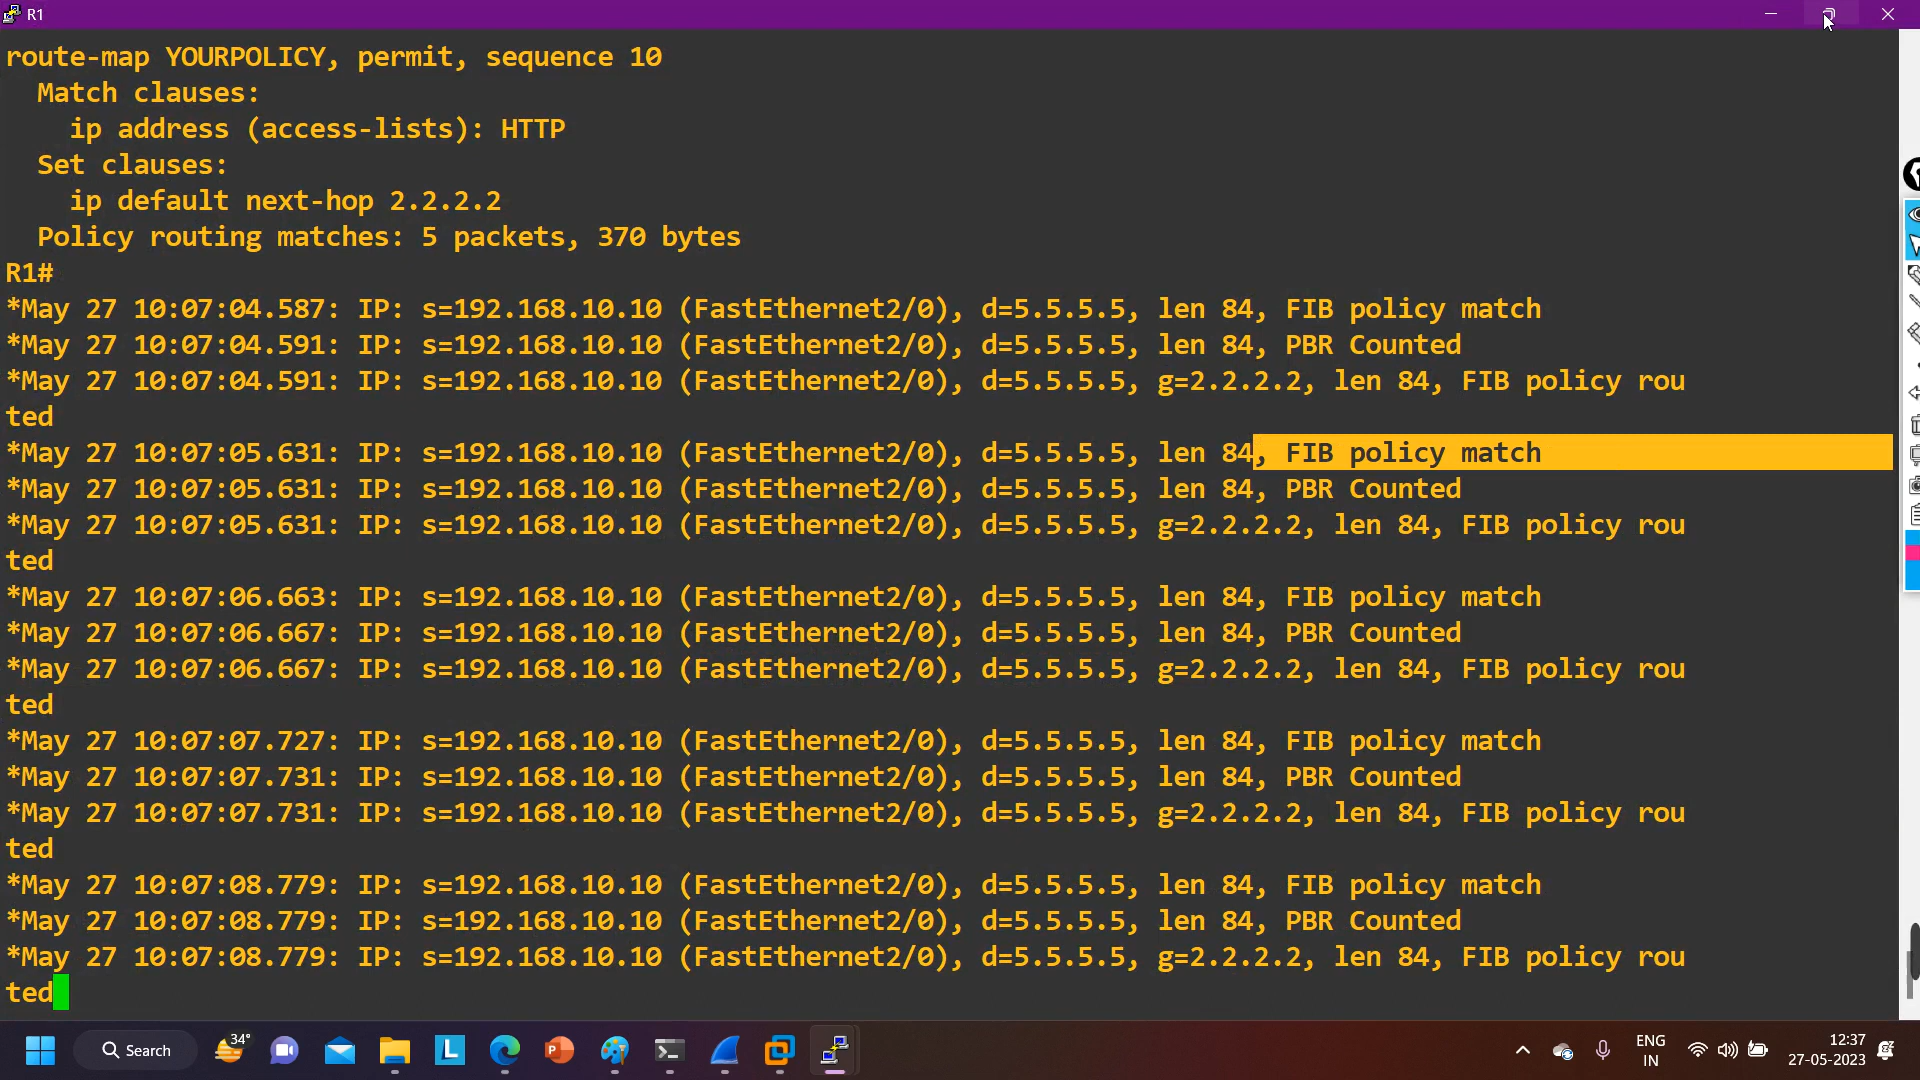 R1
route-map YOURPOLICY, permit, sequence 10
Match clauses:
ip address (access-lists): HTTP
Set clauses:
ip default next-hop 2.2.2.2
Policy routing matches: 5 packets, 370 bytes
R1#
*May 27 10:07:04.587: IP: s=192.168.10.10 (FastEthernet2/0), d=5.5.5.5, len 84, FIB policy match
*May 27 10:07:04.591: IP: s=192.168.10.10 (FastEthernet2/0), d=5.5.5.5, len 84, PBR Counted
*May 27 10:07:04.591: IP: s=192.168.10.10 (FastEthernet2/0), d=5.5.5.5, g=2.2.2.2, len 84, FIB policy rou
ted
*May 27 10:07:05.631: IP: s=192.168.10.10 (FastEthernet2/0), d=5.5.5.5, len 84, FIB policy match
*May 27 10:07:05.631: IP: s=192.168.10.10 (FastEthernet2/0), d=5.5.5.5, len 84, PBR Counted
*May 27 10:07:05.631: IP: s=192.168.10.10 (FastEthernet2/0), d=5.5.5.5, g=2.2.2.2, len 84, FIB policy rou
ted
*May 27 10:07:06.663: IP: s=192.168.10.10 (FastEthernet2/0), d=5.5.5.5, len 84, FIB policy match
*May 27 10:07:06.667: IP: s=192.168.10.10 (FastEthernet2/0), d=5.5.5.5, len 84, PBR Counted
*May 27 10:07:06.667: IP: s=192.168.10.10 (FastEthernet2/0), d=5.5.5.5, g=2.2.2.2, len 84, FIB policy rou
ted
*May 27 10:07:07.727: IP: s=192.168.10.10 (FastEthernet2/0), d=5.5.5.5, len 84, FIB policy match
*May 27 10:07:07.731: IP: s=192.168.10.10 (FastEthernet2/0), d=5.5.5.5, len 84, PBR Counted
*May 27 10:07:07.731: IP: s=192.168.10.10 (FastEthernet2/0), d=5.5.5.5, g=2.2.2.2, len 84, FIB policy rou
ted
*May 27 10:07:08.779: IP: s=192.168.10.10 (FastEthernet2/0), d=5.5.5.5, len 84, FIB policy match
*May 27 10:07:08.779: IP: s=192.168.10.10 (FastEthernet2/0), d=5.5.5.5, len 84, PBR Counted
*May 27 10:07:08.779: IP: s=192.168.10.10 (FastEthernet2/0), d=5.5.5.5, g=2.2.2.2, len 84, FIB policy rou
ted
Search
34°
L
P
ENG
IN
12:37
27-05-2023